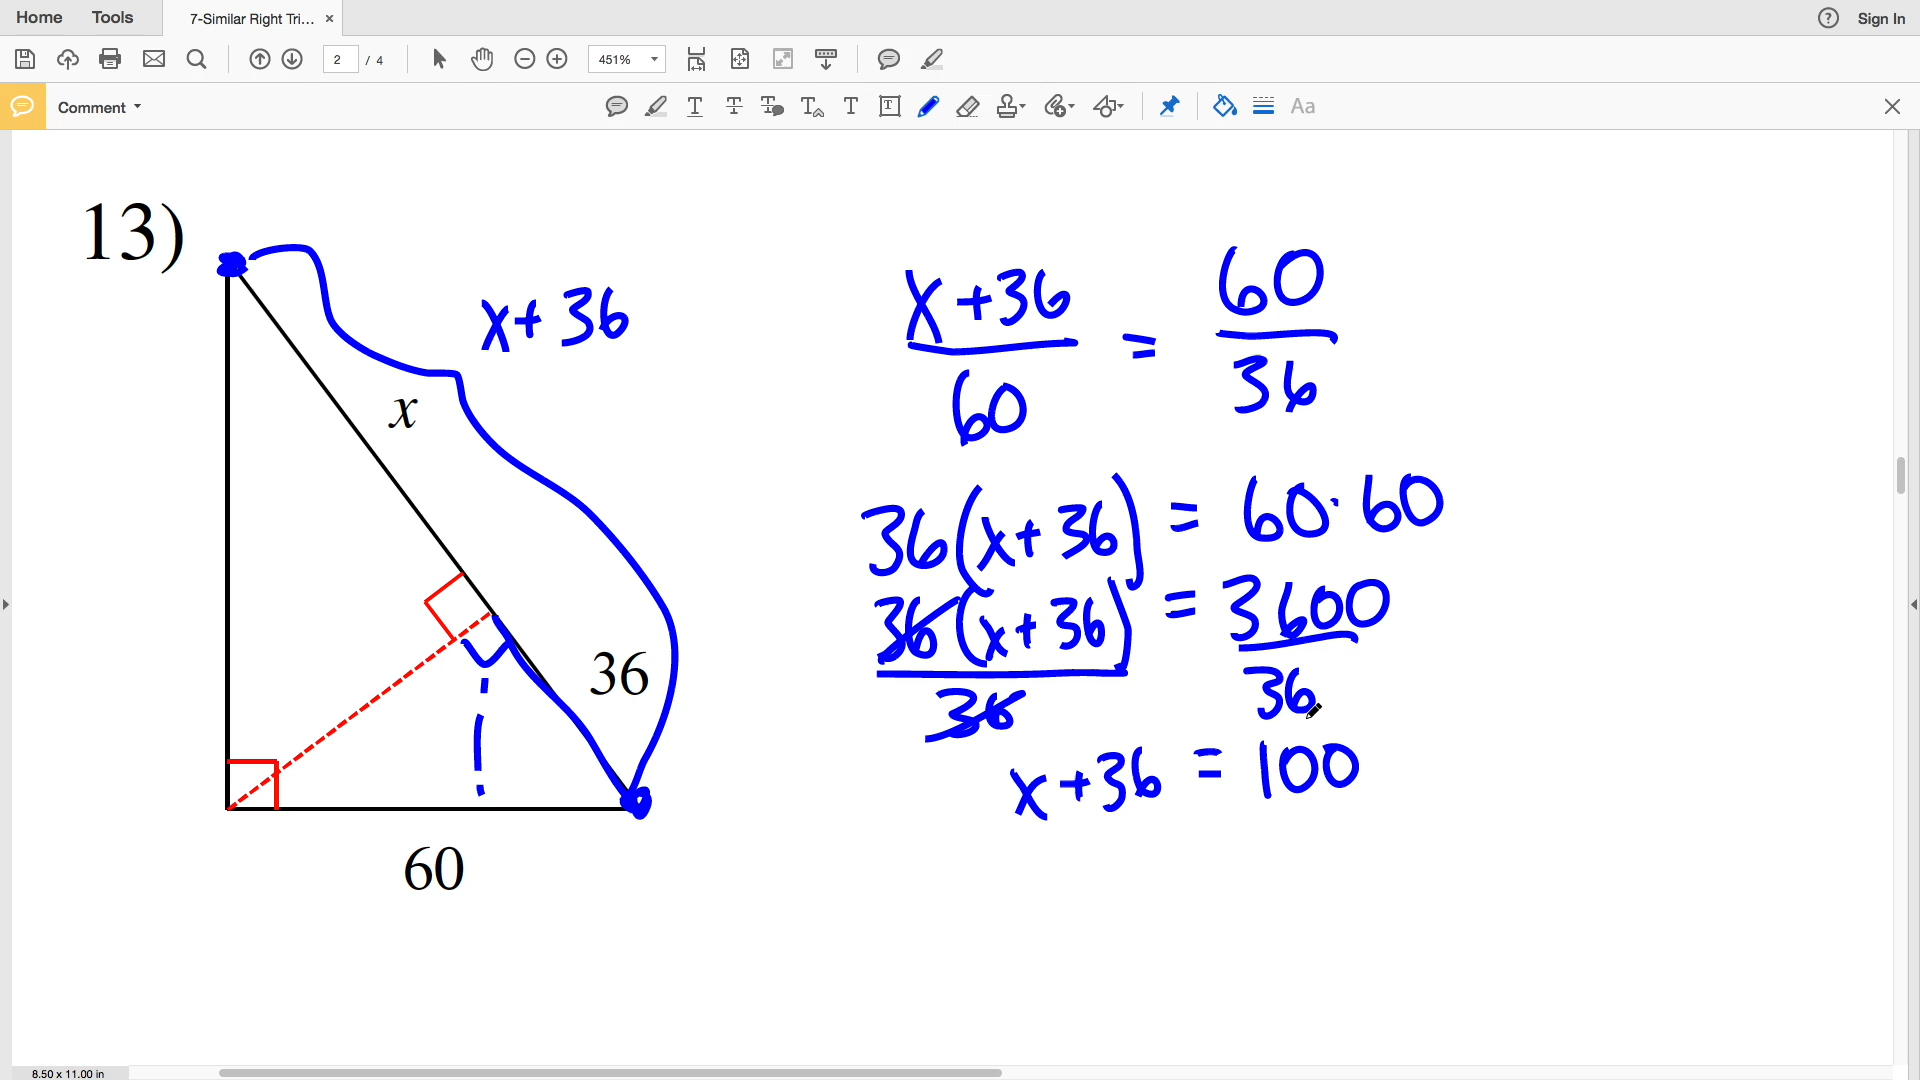 Home Tools 7-Similar Right Tri... × ? Sign In
2 / 4 451%
Comment T T T T T T Aa
13)
x+36
x
36
60
x+36 = 60
60 36
36(x+36) = 60·60
36(x+36) = 3600
36 36
x+36 = 100
8.50 x 11.00 in